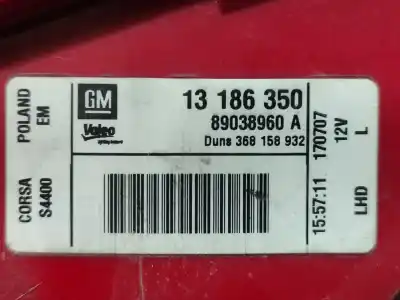 CORSA POLAND
S4400 EM
GM
Valeo
13 186 350
89038960 A
Duns 368 158 932
15:57:11 170707
LHD 12V L